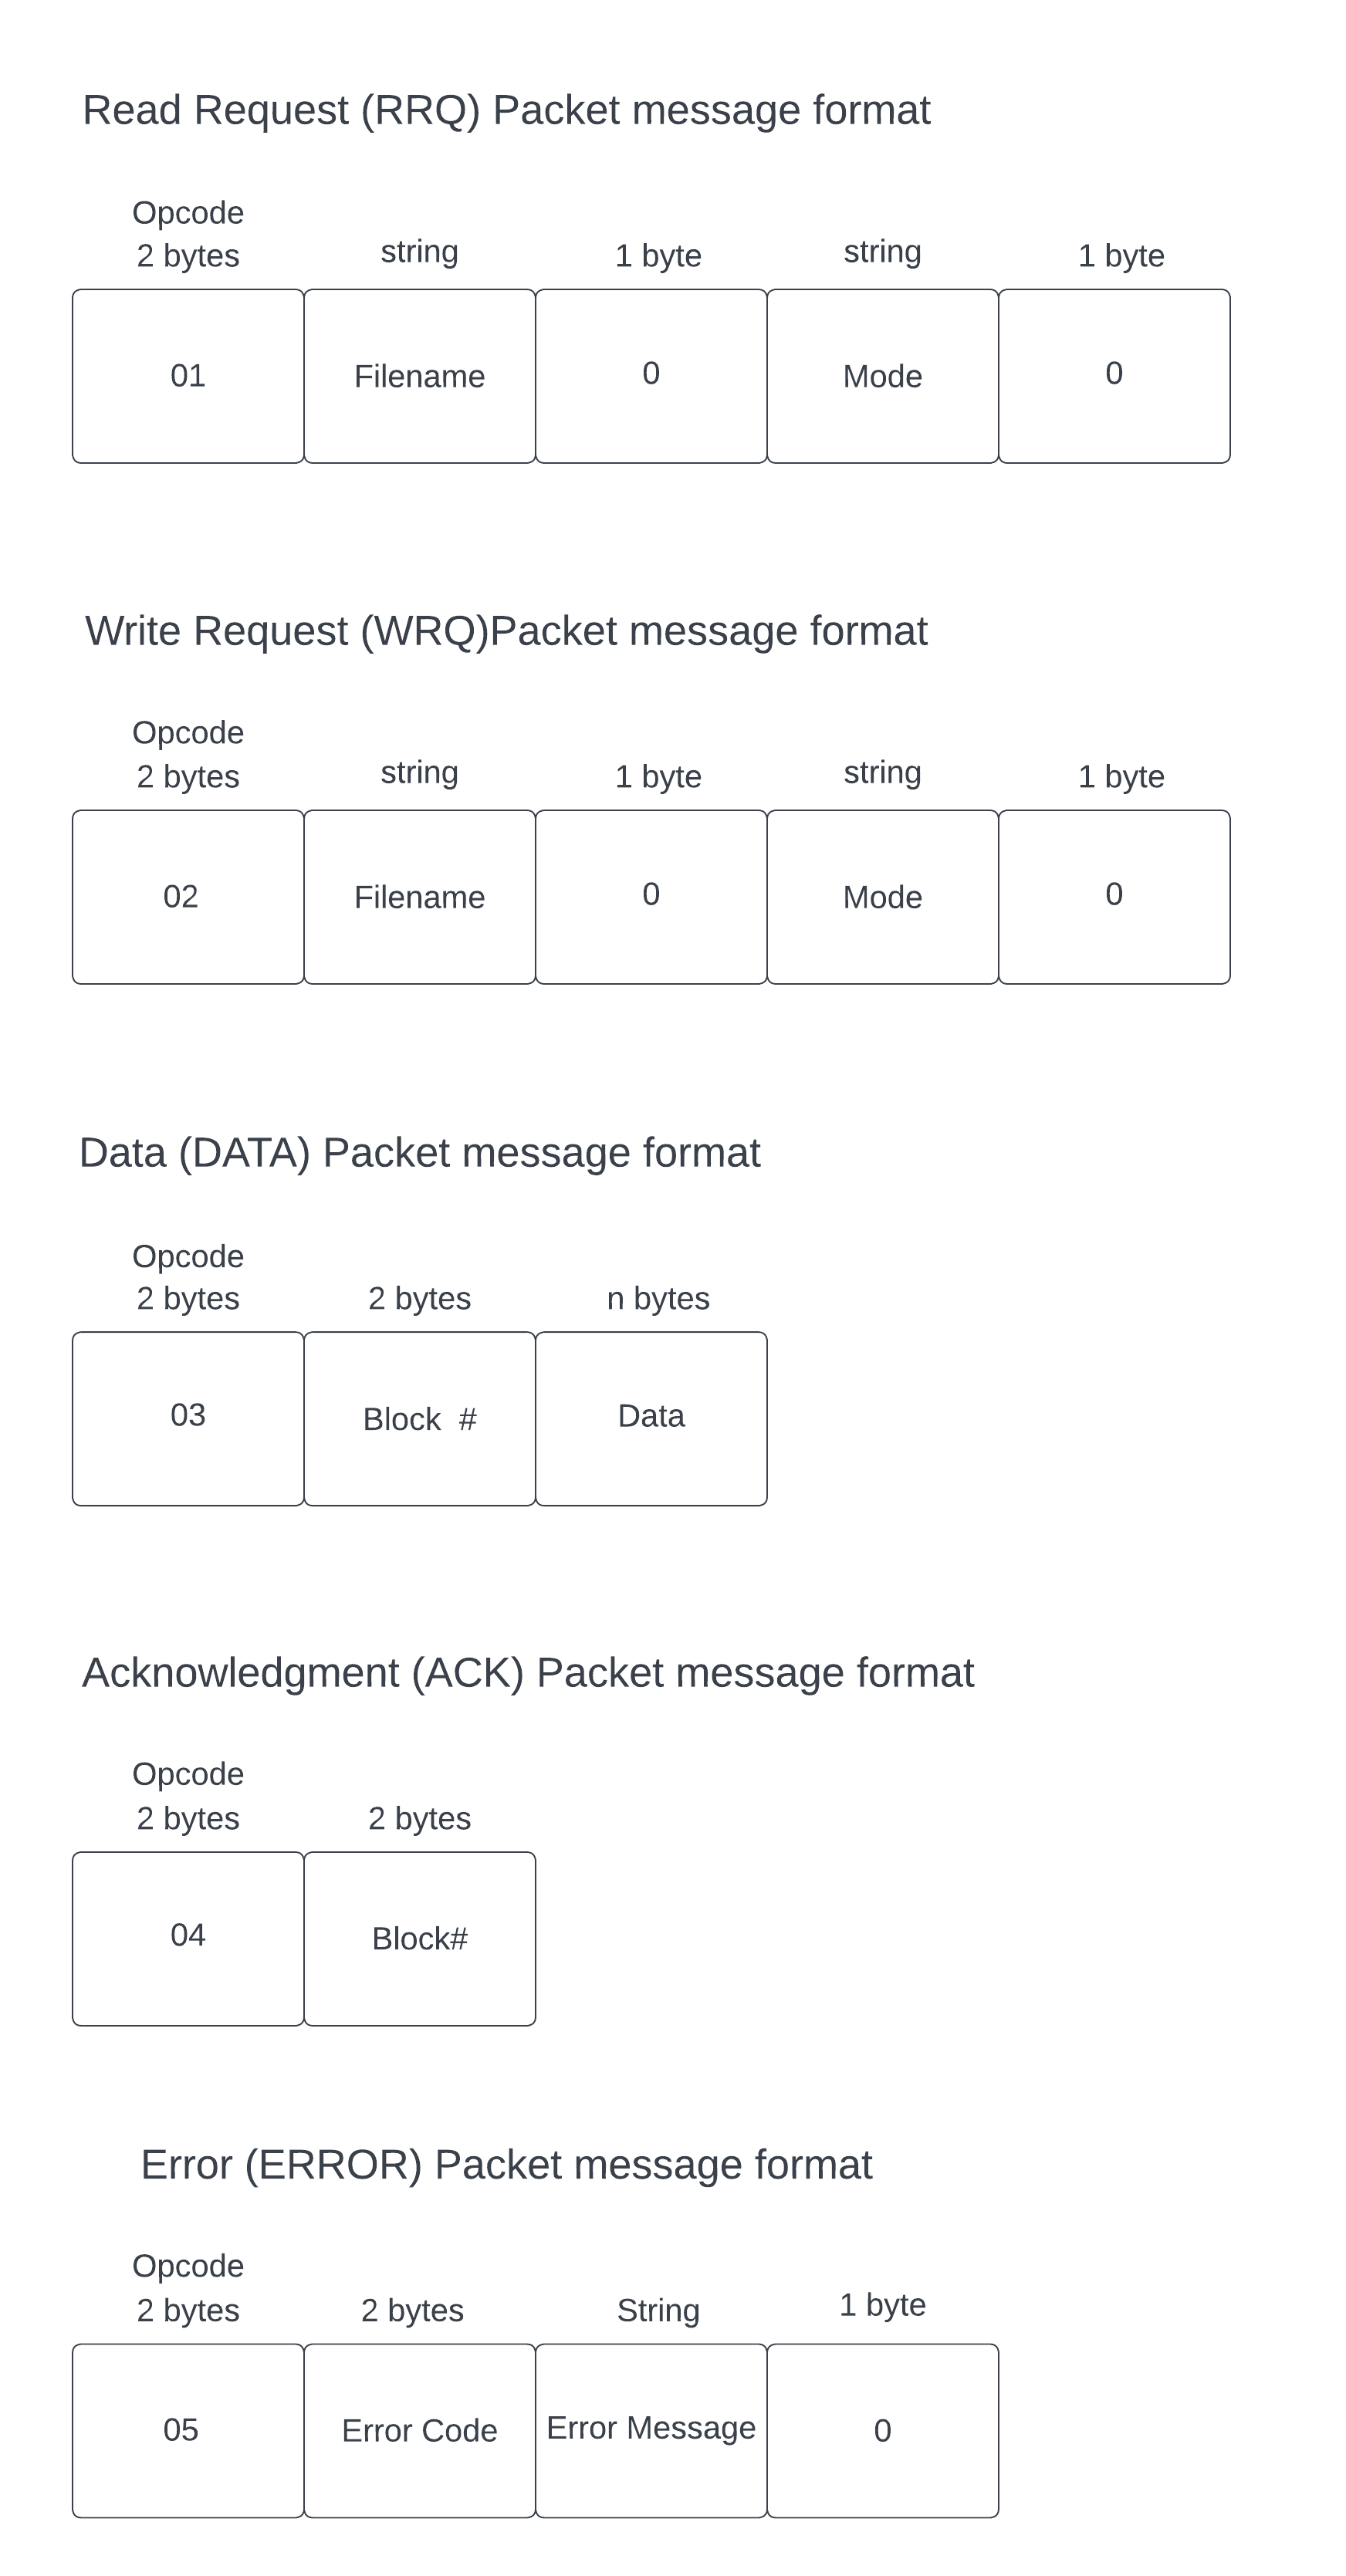 Read Request (RRQ) Packet message format
Opcode
2 bytes string 1 byte string 1 byte
01 Filename 0 Mode 0
Write Request (WRQ)Packet message format
Opcode
2 bytes string 1 byte string 1 byte
02 Filename 0 Mode 0
Data (DATA) Packet message format
Opcode
2 bytes 2 bytes n bytes
03 Block # Data
Acknowledgment (ACK) Packet message format
Opcode
2 bytes 2 bytes
04 Block#
Error (ERROR) Packet message format
Opcode
2 bytes 2 bytes String 1 byte
05 Error Code Error Message 0